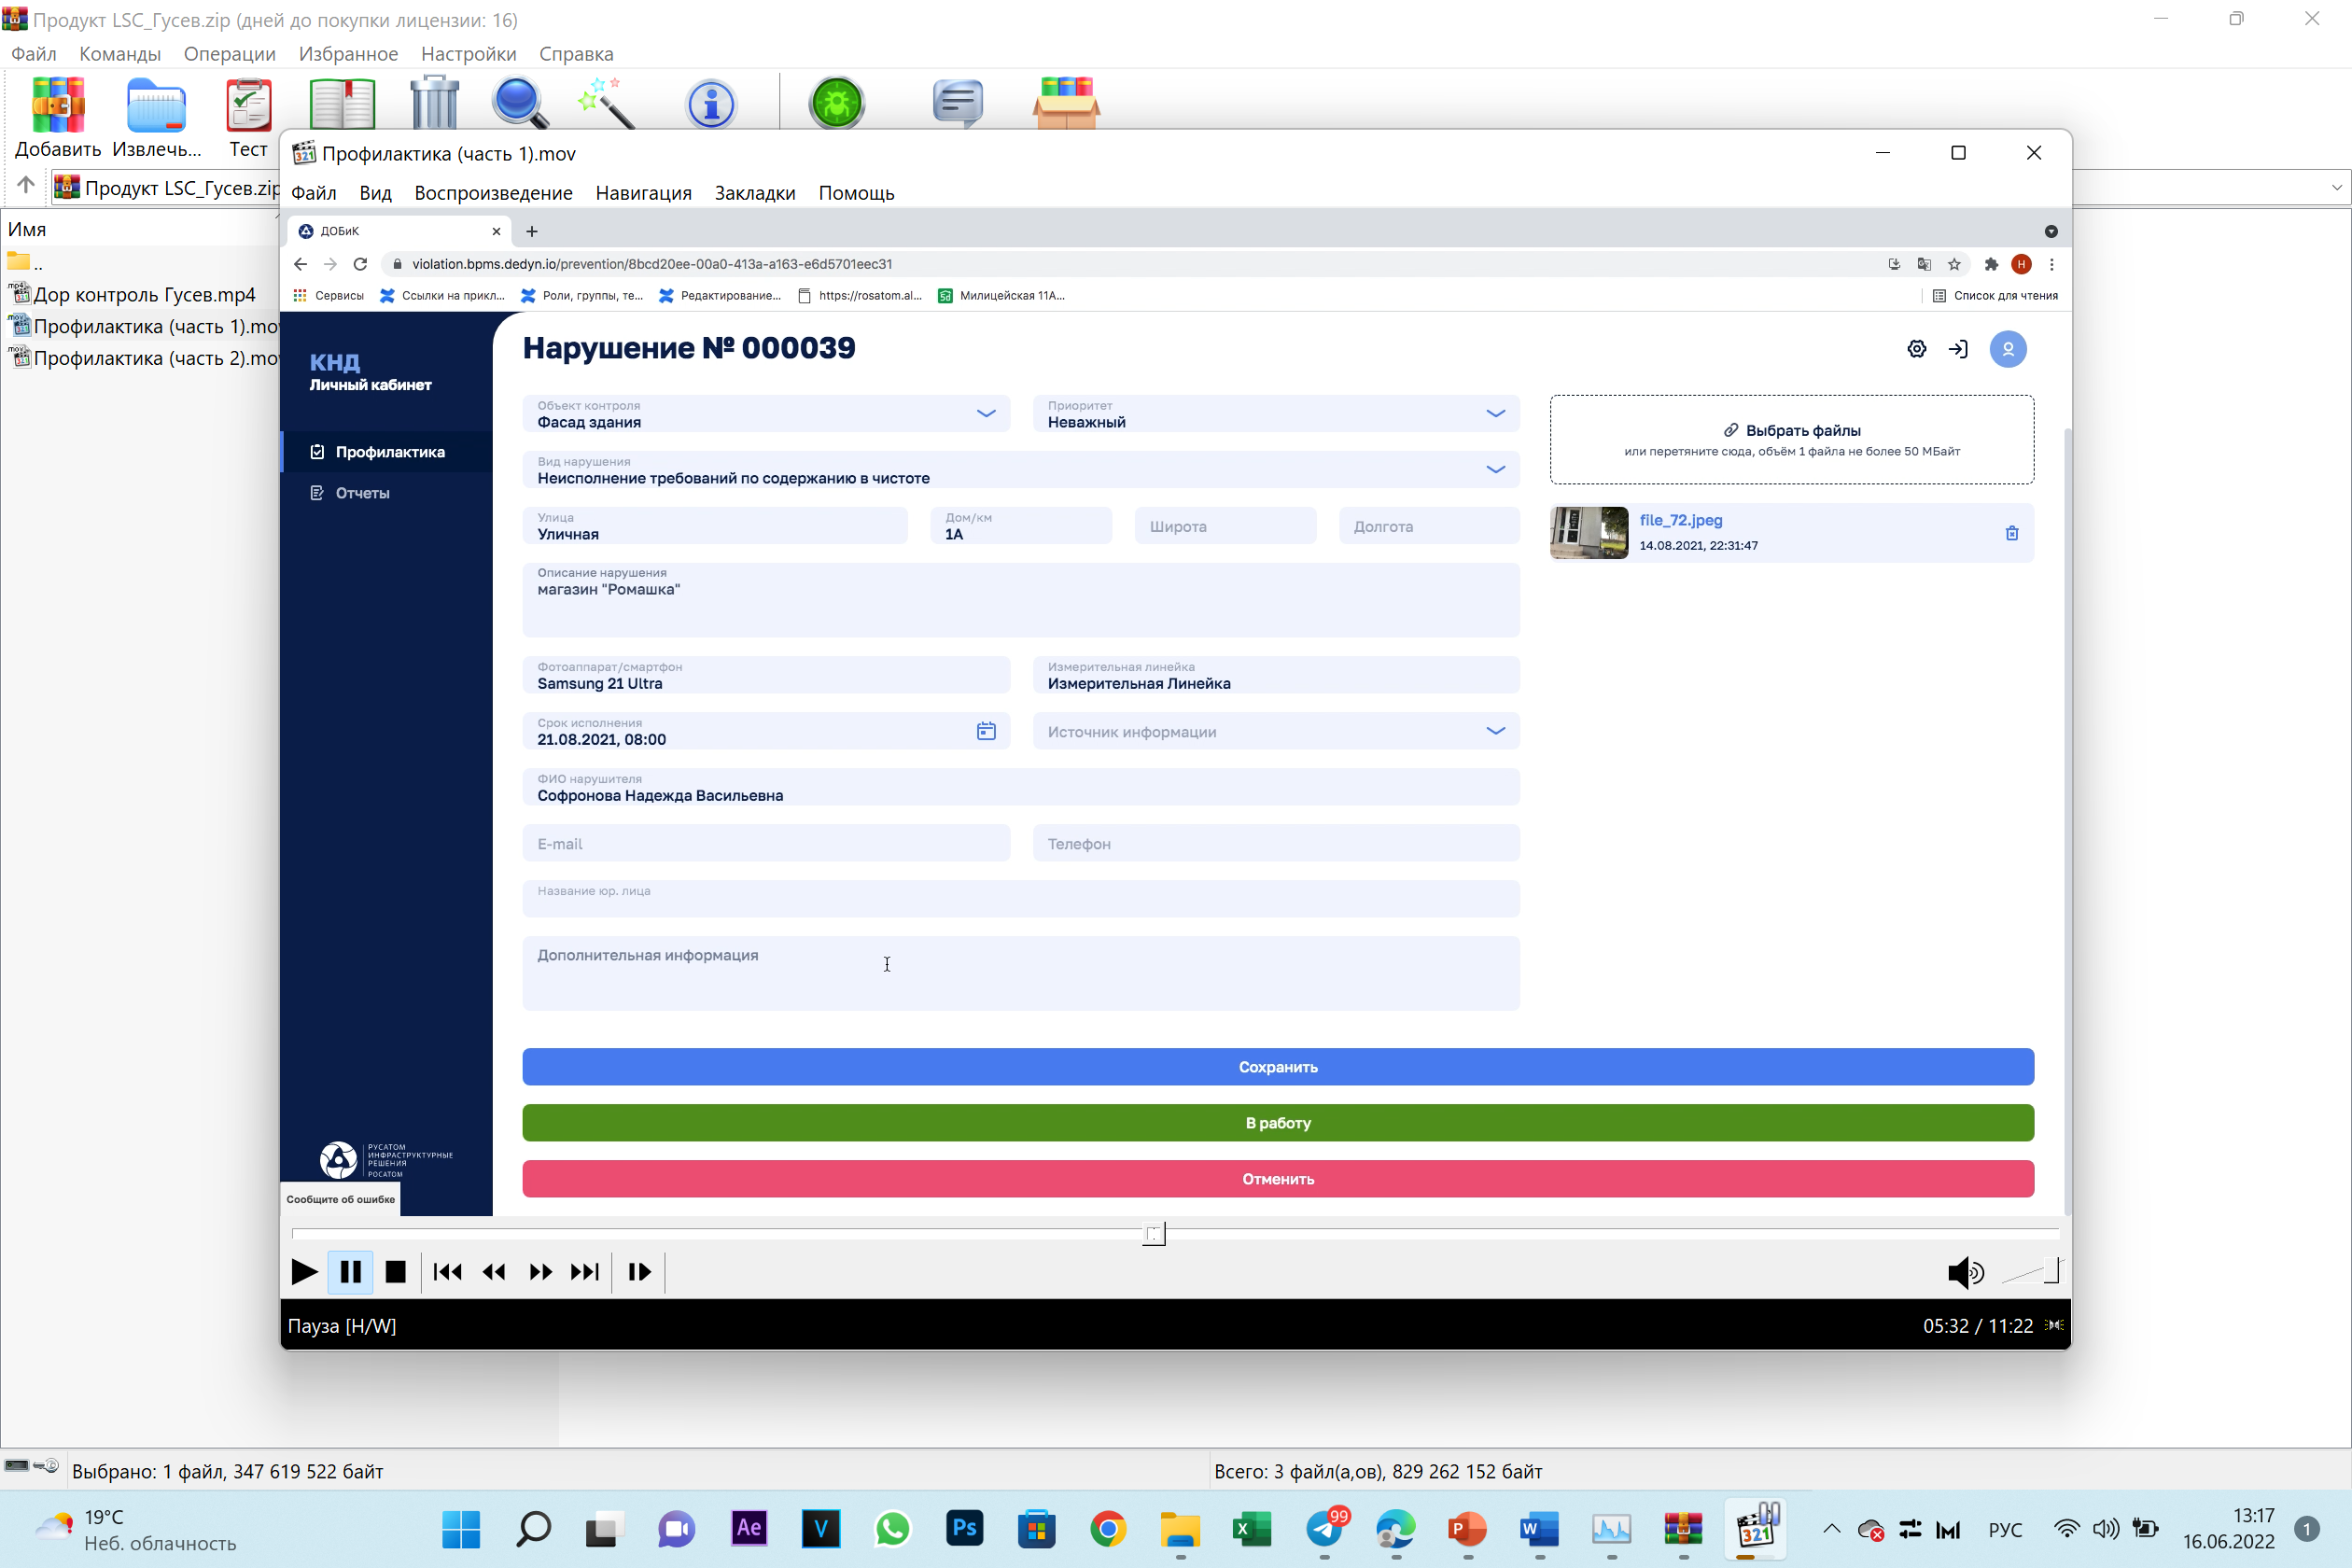 Продукт LSC_Гусев.zip (дней до покупки лицензии: 16)
Файл Команды Операции Избранное Настройки Справка
Добавить Извлечь... Тест
Продукт LSC_Гусев.zip
Имя
..
Дор контроль Гусев.mp4
Профилактика (часть 1).mov
Профилактика (часть 2).mov
Профилактика (часть 1).mov
Файл Вид Воспроизведение Навигация Закладки Помощь
ДОБиК
violation.bpms.dedyn.io/prevention/8bcd20ee-00a0-413a-a163-e6d5701eec31
Н
Сервисы Ссылки на прикл... Роли, группы, те... Редактирование... https://rosatom.al... Милицейская 11А... Список для чтения
КНД
Личный кабинет
Профилактика
Отчеты
Нарушение № 000039
Объект контроля
Фасад здания
Приоритет
Неважный
Вид нарушения
Неисполнение требований по содержанию в чистоте
Улица
Уличная
Дом/км
1А
Широта
Долгота
Описание нарушения
магазин "Ромашка"
Фотоаппарат/смартфон
Samsung 21 Ultra
Измерительная линейка
Измерительная Линейка
Срок исполнения
21.08.2021, 08:00
Источник информации
ФИО нарушителя
Софронова Надежда Васильевна
E-mail
Телефон
Название юр. лица
Дополнительная информация
Выбрать файлы
или перетяните сюда, объём 1 файла не более 50 МБайт
file_72.jpeg
14.08.2021, 22:31:47
Сохранить
В работу
Отменить
РУСАТОМ
ИНФРАСТРУКТУРНЫЕ
РЕШЕНИЯ
РОСАТОМ
Сообщите об ошибке
Пауза [H/W]
05:32 / 11:22
Выбрано: 1 файл, 347 619 522 байт
Всего: 3 файл(а,ов), 829 262 152 байт
19°C
Неб. облачность
Ae
V
Ps
X
99
P
W
321
РУС
13:17
16.06.2022
1